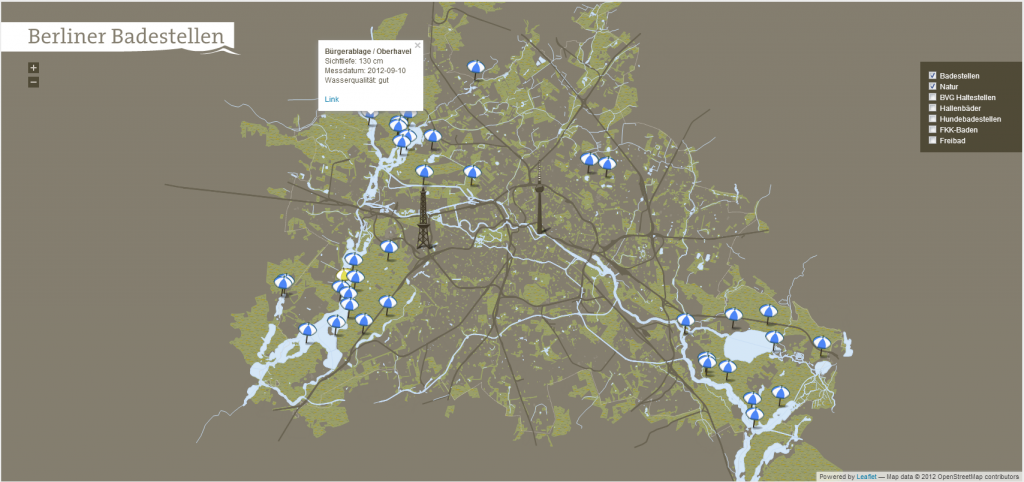 Berliner Badestellen
+
−
Bürgerablage / Oberhavel
Sichttiefe: 130 cm
Messdatum: 2012-09-10
Wasserqualität: gut
Link
×
Badestellen
Natur
BVG Haltestellen
Hallenbäder
Hundebadestellen
FKK-Baden
Freibad
Powered by Leaflet — Map data © 2012 OpenStreetMap contributors